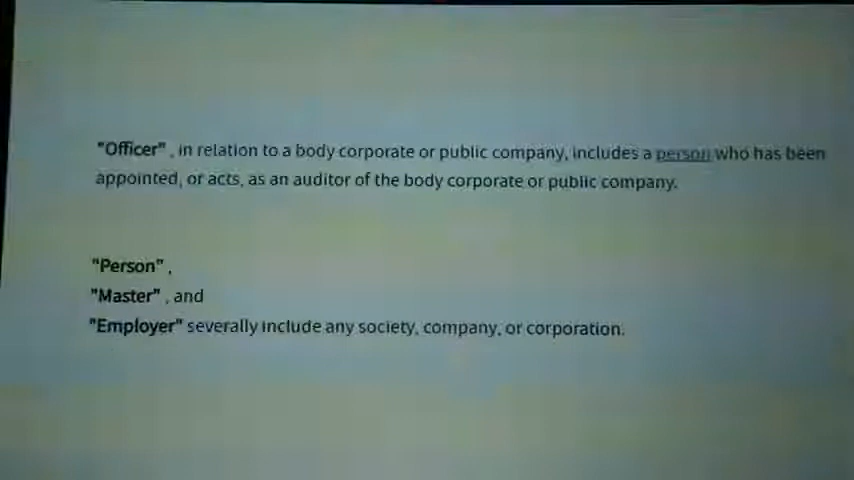 "Officer" , in relation to a body corporate or public company, includes a person who has been
appointed, or acts, as an auditor of the body corporate or public company.
"Person" ,
"Master" , and
"Employer" severally include any society, company, or corporation.